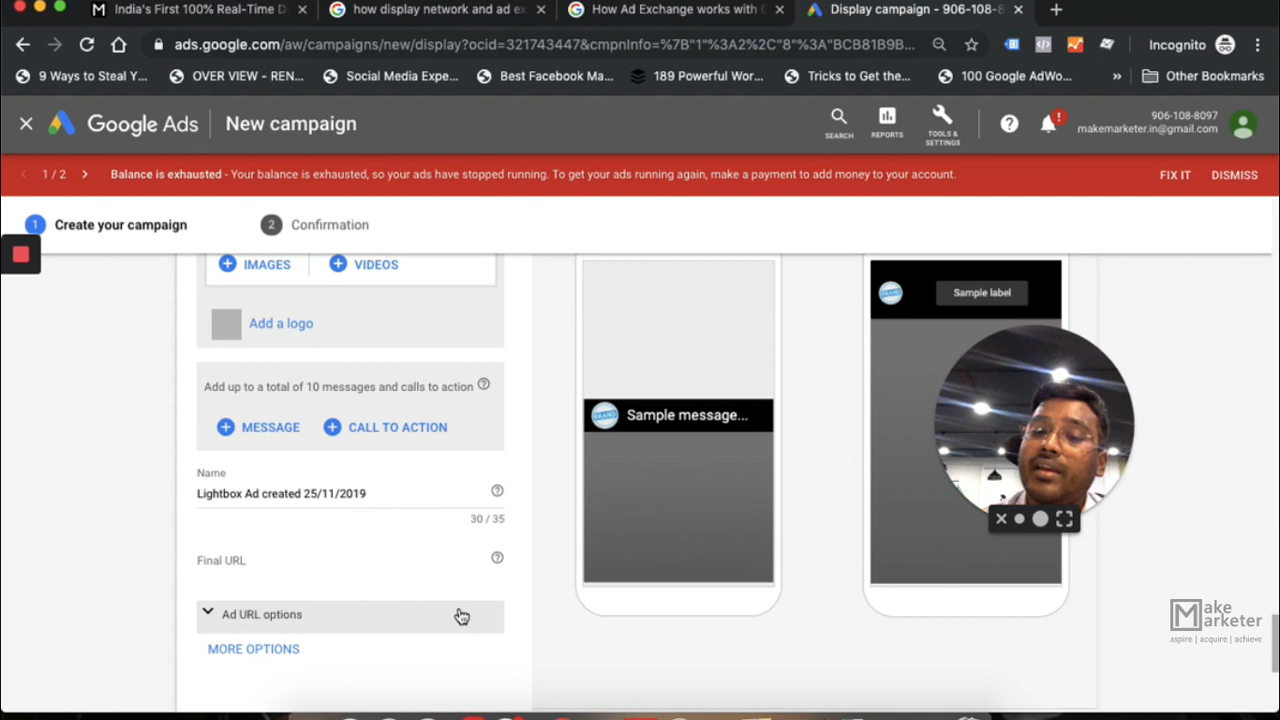 India's First 100% Real-Time D
how display network and ad ex
How Ad Exchange works with G
Display campaign - 906-108-8
ads.google.com/aw/campaigns/new/display?ocid=321743447&cmpnInfo=%7B"1"%3A2%2C"8"%3A"BCB81B9B...
Incognito
9 Ways to Steal Y...
OVER VIEW - REN...
Social Media Expe...
Best Facebook Ma...
189 Powerful Wor...
Tricks to Get the...
100 Google AdWo...
»
Other Bookmarks
Google Ads
New campaign
SEARCH
REPORTS
TOOLS & SETTINGS
906-108-8097
makemarketer.in@gmail.com
1 / 2
Balance is exhausted - Your balance is exhausted, so your ads have stopped running. To get your ads running again, make a payment to add money to your account.
FIX IT
DISMISS
1 Create your campaign
2 Confirmation
IMAGES
VIDEOS
Add a logo
Add up to a total of 10 messages and calls to action
MESSAGE
CALL TO ACTION
Name
Lightbox Ad created 25/11/2019
30 / 35
Final URL
Ad URL options
MORE OPTIONS
BRAND
Sample message...
Sample label
Make
Marketer
aspire | acquire | achieve